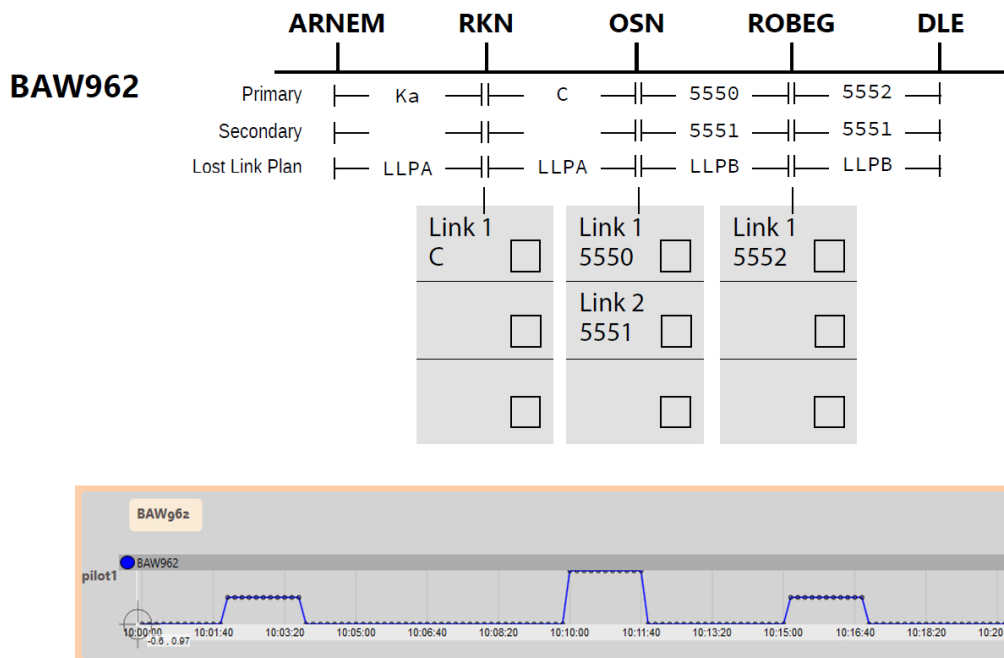 ARNEM RKN OSN ROBEG DLE
BAW962
Primary Ka C 5550 5552
Secondary 5551 5551
Lost Link Plan LLPA LLPA LLPB LLPB
Link 1 Link 1 Link 1
C 5550 5552
Link 2
5551
BAW962
BAW962
pilot1
10:00:00 10:01:40 10:03:20 10:05:00 10:06:40 10:08:20 10:10:00 10:11:40 10:13:20 10:15:00 10:16:40 10:18:20 10:20
-0.6 , 0.97